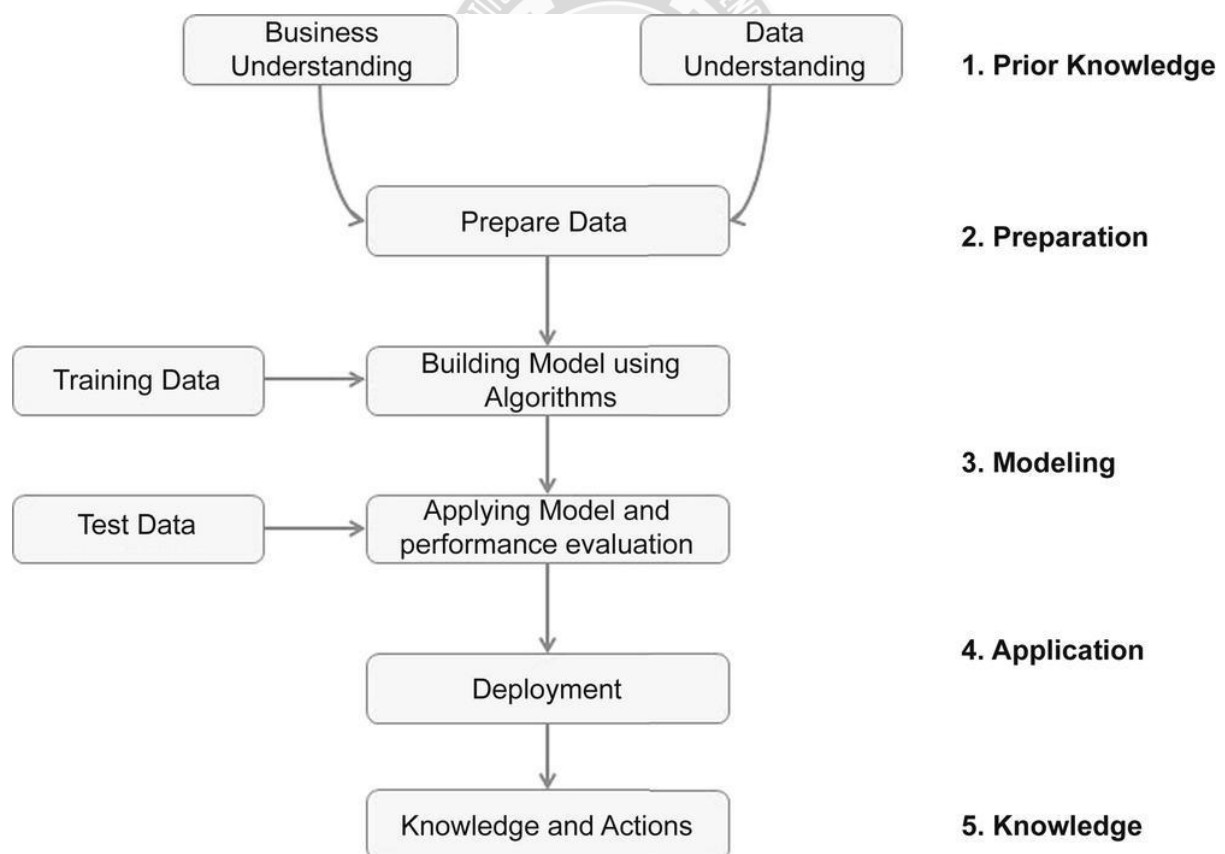 Business
Understanding
Data
Understanding
1. Prior Knowledge
Prepare Data
2. Preparation
Training Data
Building Model using
Algorithms
3. Modeling
Test Data
Applying Model and
performance evaluation
4. Application
Deployment
Knowledge and Actions
5. Knowledge